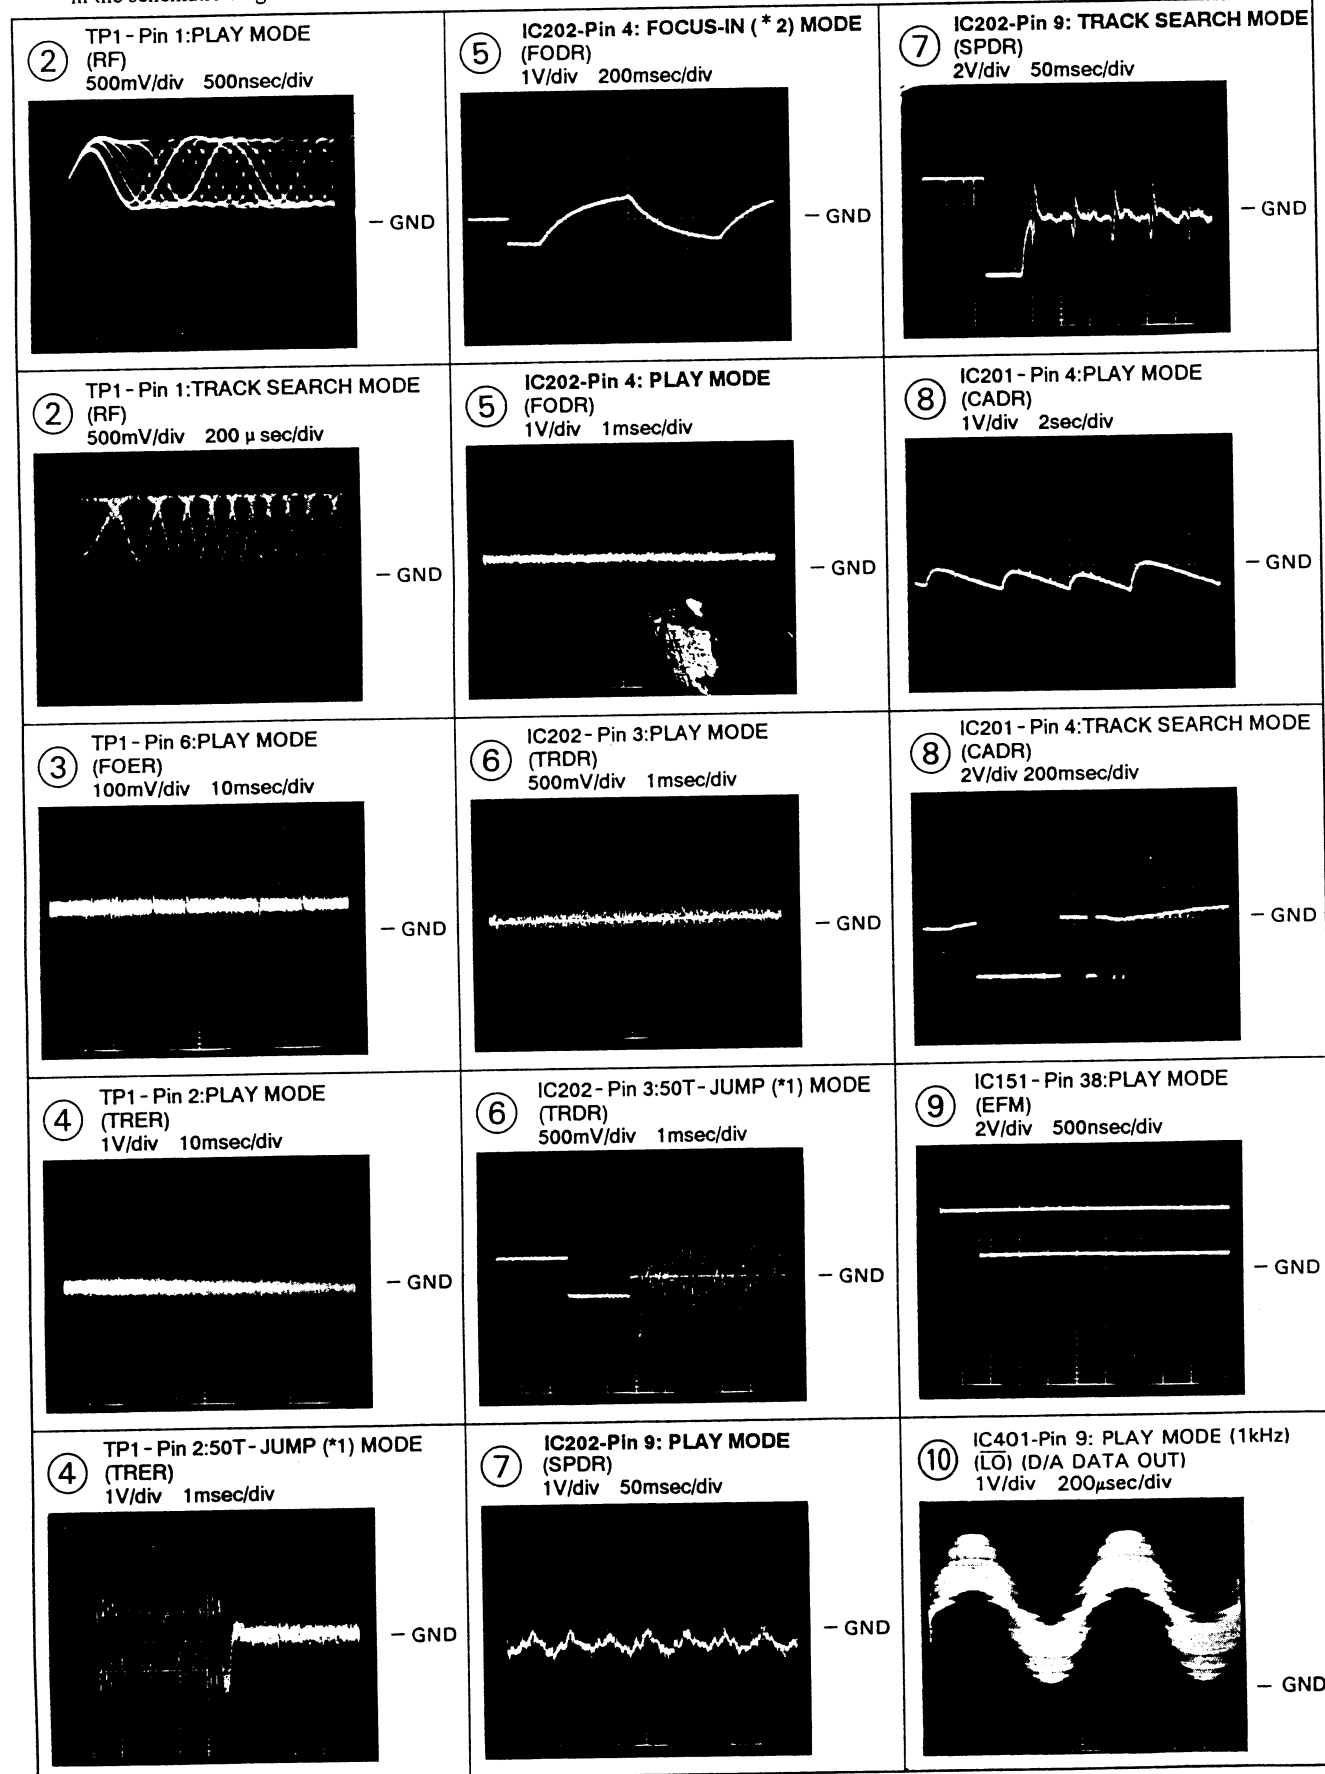 ② TP1-Pin 1:PLAY MODE
(RF)
500mV/div 500nsec/div
– GND
② TP1-Pin 1:TRACK SEARCH MODE
(RF)
500mV/div 200 μ sec/div
– GND
③ TP1-Pin 6:PLAY MODE
(FOER)
100mV/div 10msec/div
– GND
④ TP1-Pin 2:PLAY MODE
(TRER)
1V/div 10msec/div
– GND
④ TP1-Pin 2:50T-JUMP (*1) MODE
(TRER)
1V/div 1msec/div
– GND
⑤ IC202-Pin 4: FOCUS-IN (*2) MODE
(FODR)
1V/div 200msec/div
– GND
⑤ IC202-Pin 4: PLAY MODE
(FODR)
1V/div 1msec/div
– GND
⑥ IC202-Pin 3:PLAY MODE
(TRDR)
500mV/div 1msec/div
– GND
⑥ IC202-Pin 3:50T-JUMP (*1) MODE
(TRDR)
500mV/div 1msec/div
– GND
⑦ IC202-Pin 9: PLAY MODE
(SPDR)
1V/div 50msec/div
– GND
⑦ IC202-Pin 9: TRACK SEARCH MODE
(SPDR)
2V/div 50msec/div
– GND
⑧ IC201-Pin 4:PLAY MODE
(CADR)
1V/div 2sec/div
– GND
⑧ IC201-Pin 4:TRACK SEARCH MODE
(CADR)
2V/div 200msec/div
– GND
⑨ IC151-Pin 38:PLAY MODE
(EFM)
2V/div 500nsec/div
– GND
⑩ IC401-Pin 9: PLAY MODE (1kHz)
(L̅O̅) (D/A DATA OUT)
1V/div 200μsec/div
– GND